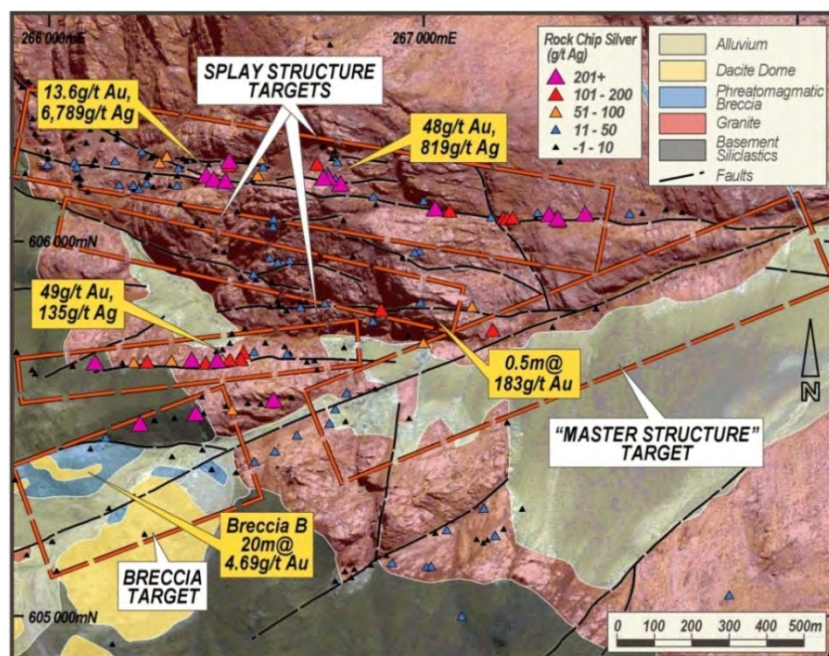 266 000mE
267 000mE
SPLAY STRUCTURE
TARGETS
13.6g/t Au,
6,789g/t Ag
48g/t Au,
819g/t Ag
Rock Chip Silver
(g/t Ag)
201+
101 - 200
51 - 100
11 - 50
-1 - 10
Alluvium
Dacite Dome
Phreatomagmatic
Breccia
Granite
Basement
Siliclastics
Faults
606 000mN
49g/t Au,
135g/t Ag
0.5m@
183g/t Au
N
"MASTER STRUCTURE"
TARGET
Breccia B
20m@
4.69g/t Au
BRECCIA
TARGET
605 000mN
0 100 200 300 400 500m